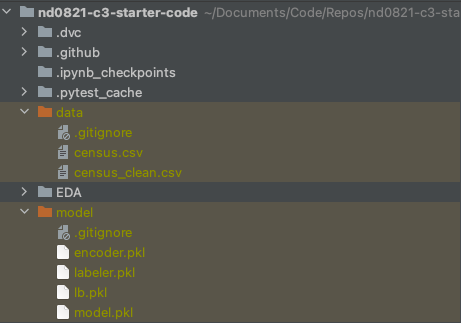 nd0821-c3-starter-code ~/Documents/Code/Repos/nd0821-c3-sta
.dvc
.github
.ipynb_checkpoints
.pytest_cache
data
.gitignore
census.csv
census_clean.csv
EDA
model
.gitignore
encoder.pkl
labeler.pkl
lb.pkl
model.pkl